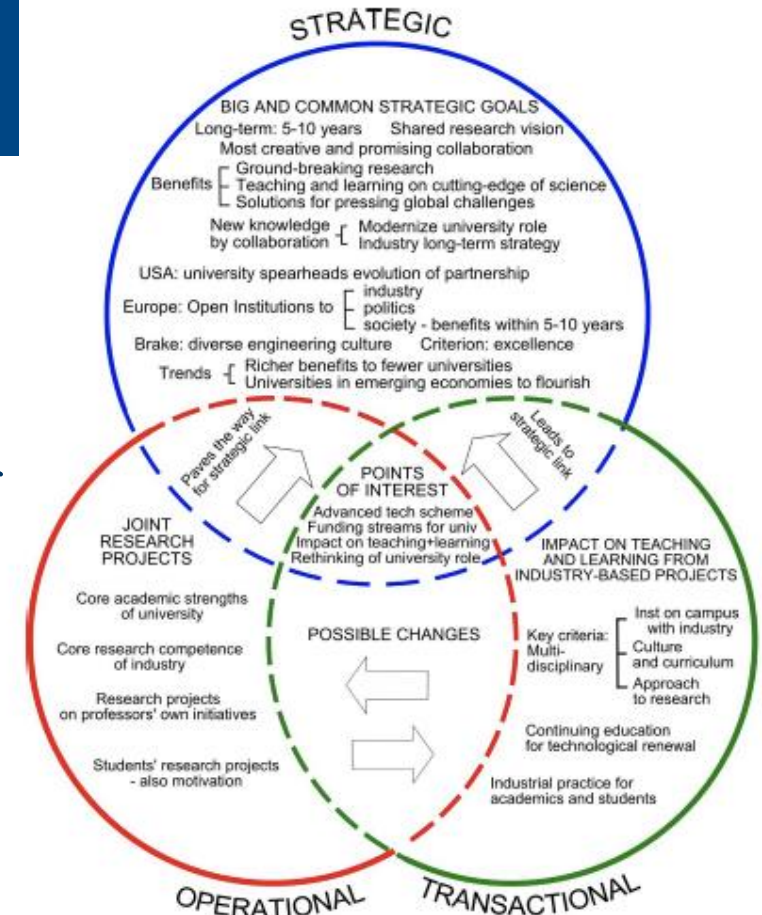 STRATEGIC
BIG AND COMMON STRATEGIC GOALS
Long-term: 5-10 years Shared research vision
Most creative and promising collaboration
Benefits
Ground-breaking research
Teaching and learning on cutting-edge of science
Solutions for pressing global challenges
New knowledge
by collaboration
Modernize university role
Industry long-term strategy
USA: university spearheads evolution of partnership
Europe: Open Institutions to
industry
politics
society - benefits within 5-10 years
Brake: diverse engineering culture Criterion: excellence
Trends
Richer benefits to fewer universities
Universities in emerging economies to flourish
Paves the way
for strategic link
Leads to
strategic link
POINTS
OF INTEREST
Advanced tech scheme
Funding streams for univ
Impact on teaching+learning
Rethinking of university role
JOINT
RESEARCH
PROJECTS
Core academic strengths
of university
Core research competence
of industry
Research projects
on professors' own initiatives
Students' research projects
- also motivation
POSSIBLE CHANGES
IMPACT ON TEACHING
AND LEARNING FROM
INDUSTRY-BASED PROJECTS
Key criteria:
Multi-
disciplinary
Inst on campus
with industry
Culture
and curriculum
Approach
to research
Continuing education
for technological renewal
Industrial practice for
academics and students
OPERATIONAL
TRANSACTIONAL